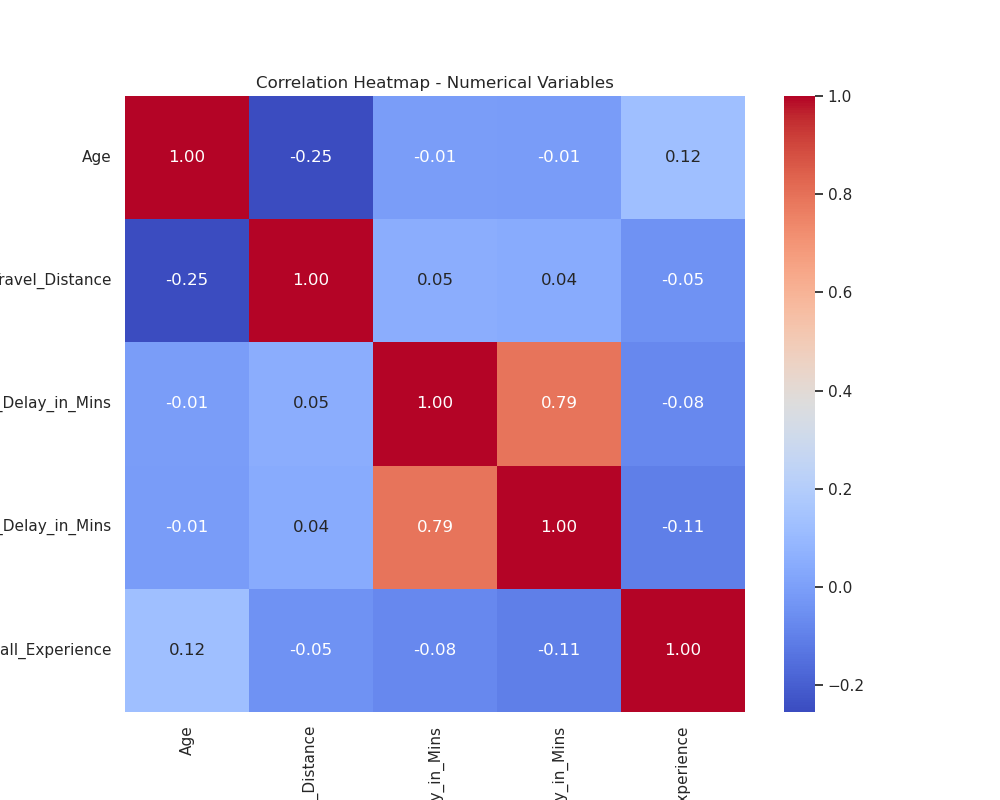 Correlation Heatmap - Numerical Variables
Age 1.00 -0.25 -0.01 -0.01 0.12
ravel_Distance -0.25 1.00 0.05 0.04 -0.05
_Delay_in_Mins -0.01 0.05 1.00 0.79 -0.08
_Delay_in_Mins -0.01 0.04 0.79 1.00 -0.11
all_Experience 0.12 -0.05 -0.08 -0.11 1.00
Age _Distance y_in_Mins y_in_Mins xperience
1.0
0.8
0.6
0.4
0.2
0.0
−0.2